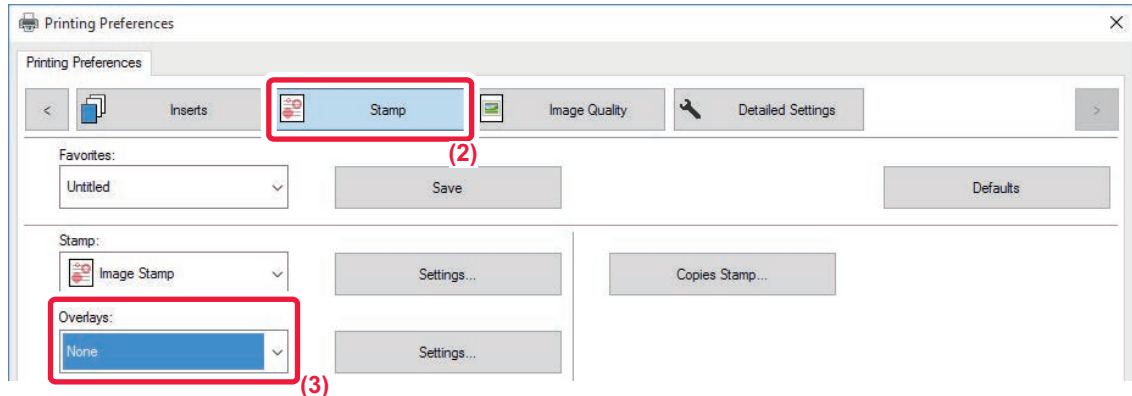 Printing Preferences
Printing Preferences
< Inserts Stamp Image Quality Detailed Settings >
(2)
Favorites:
Untitled Save Defaults
Stamp:
Image Stamp Settings... Copies Stamp...
Overlays:
None Settings...
(3)